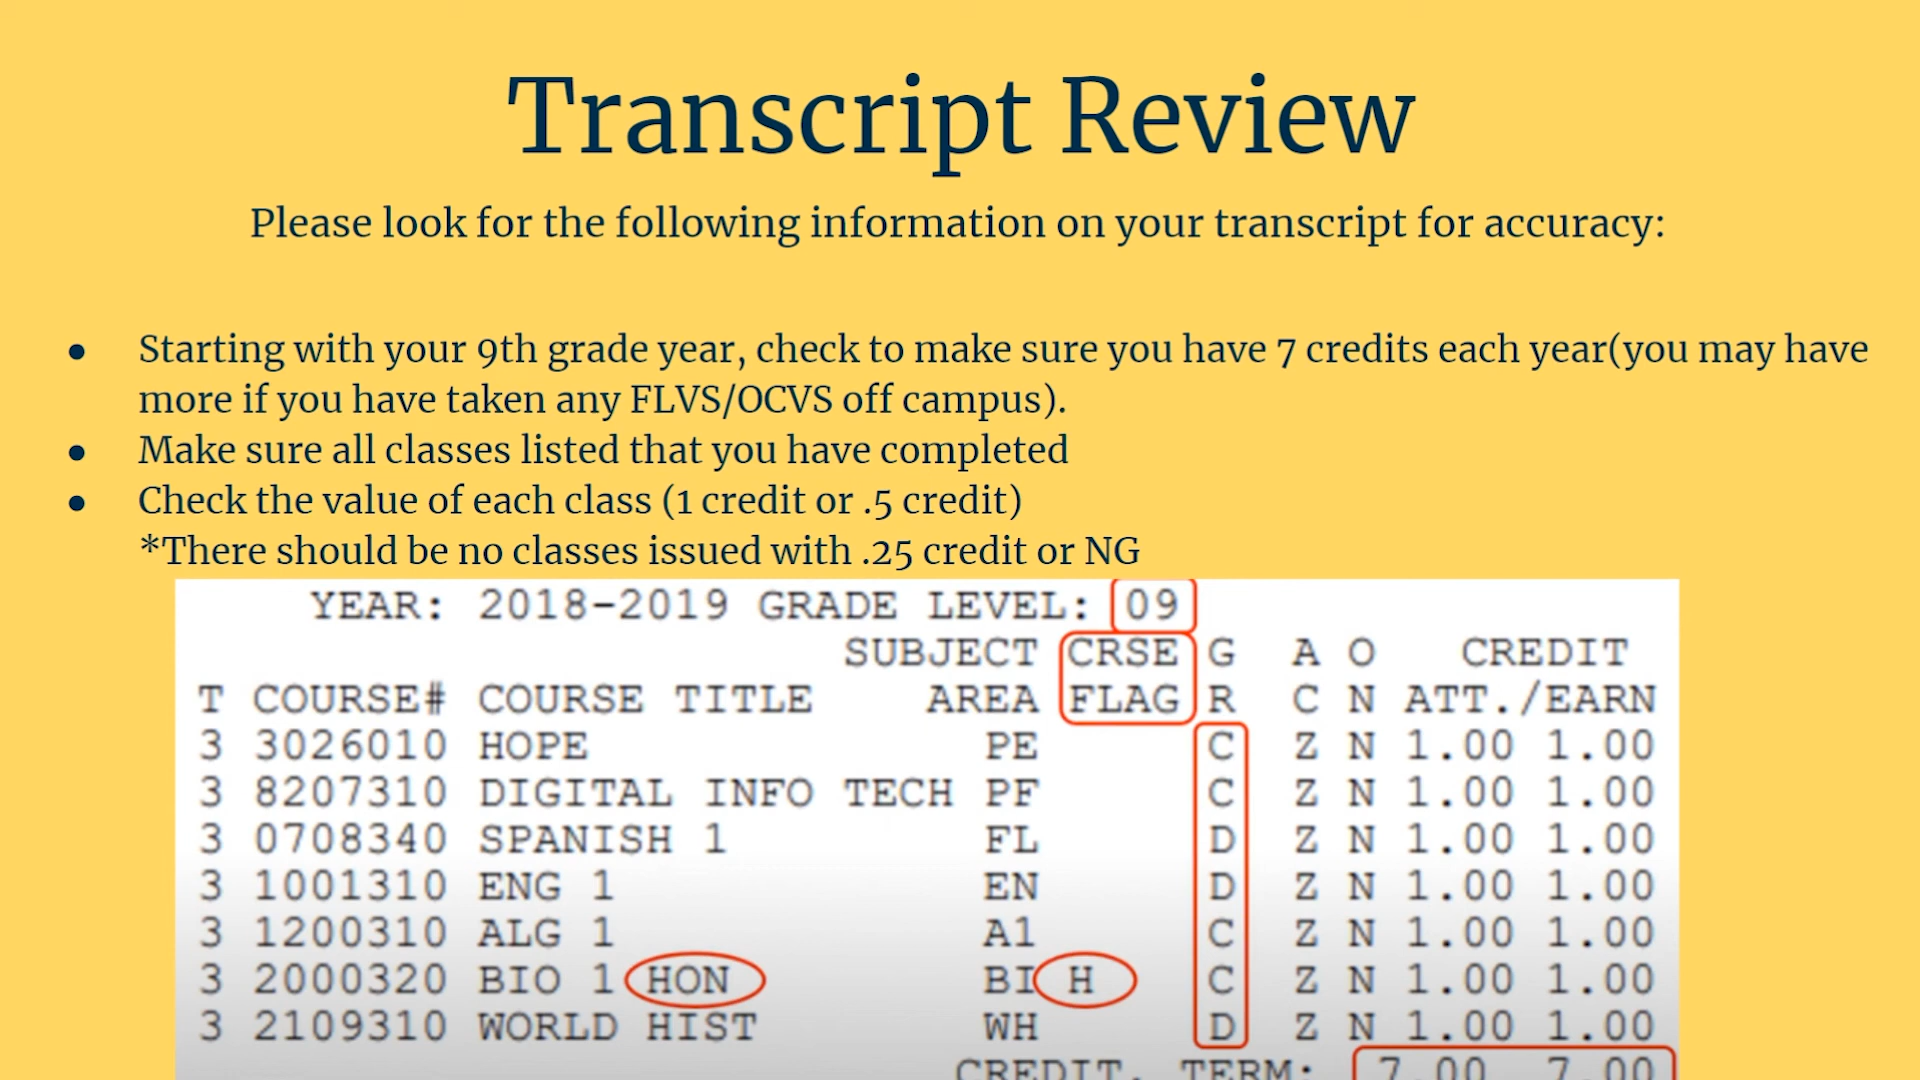 Transcript Review
Please look for the following information on your transcript for accuracy:
● Starting with your 9th grade year, check to make sure you have 7 credits each year(you may have
more if you have taken any FLVS/OCVS off campus).
● Make sure all classes listed that you have completed
● Check the value of each class (1 credit or .5 credit)
*There should be no classes issued with .25 credit or NG
YEAR: 2018-2019 GRADE LEVEL: 09
SUBJECT CRSE G A O CREDIT
T COURSE# COURSE TITLE AREA FLAG R C N ATT./EARN
3 3026010 HOPE PE C Z N 1.00 1.00
3 8207310 DIGITAL INFO TECH PF C Z N 1.00 1.00
3 0708340 SPANISH 1 FL D Z N 1.00 1.00
3 1001310 ENG 1 EN D Z N 1.00 1.00
3 1200310 ALG 1 A1 C Z N 1.00 1.00
3 2000320 BIO 1 HON BI H C Z N 1.00 1.00
3 2109310 WORLD HIST WH D Z N 1.00 1.00
CREDIT, TERM: 7.00 7.00